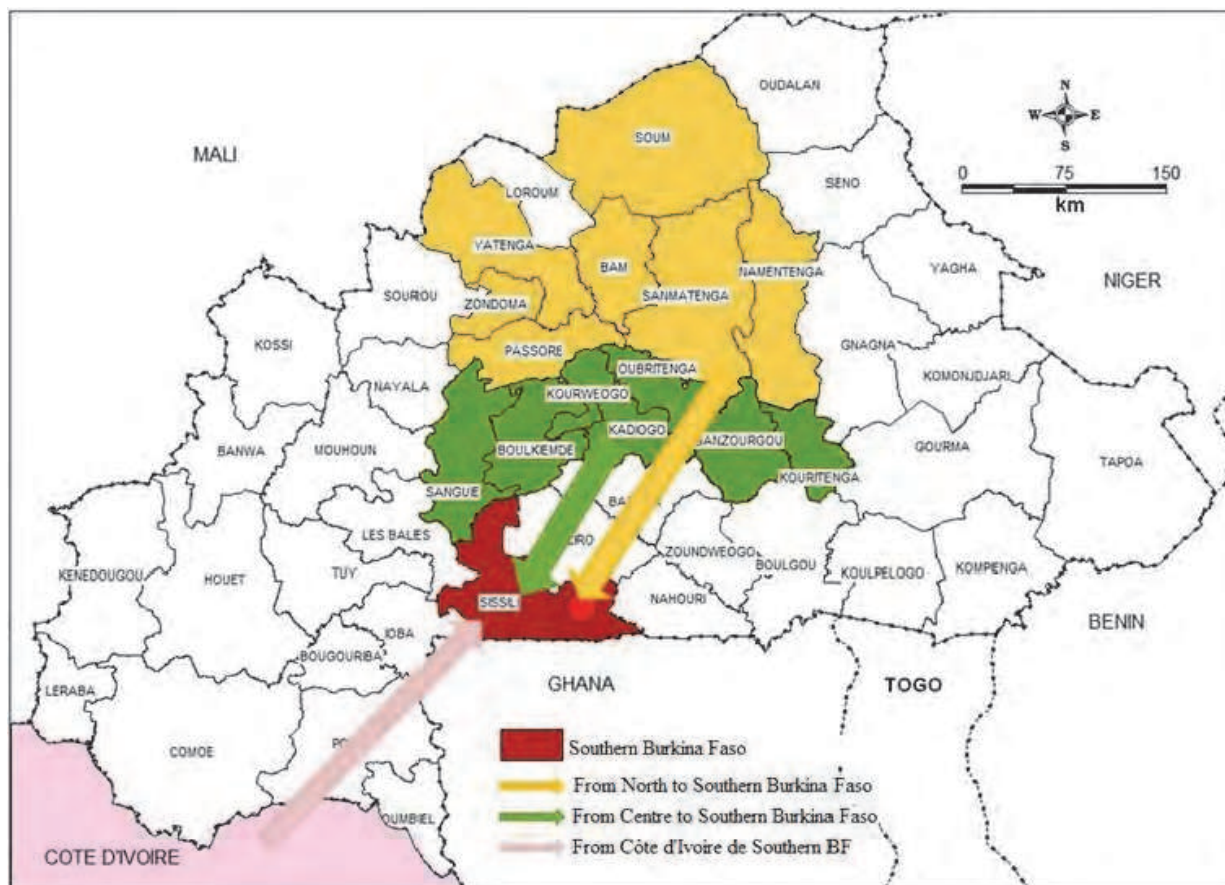 OUDALAN
N
W E
S
MALI
SOUM
0 75 150
km
LOROUM
SENO
YATENGA
BAM
NAMENTENGA
YAGHA
NIGER
SOUROU
ZONDOMA
SANMATENGA
KOSSI
PASSORE
GNAGNA
OUBRITENGA
KOMONDJARI
NAYALA
KOURWEOGO
KADIOGO
GANZOURGOU
BANWA
MOUHOUN
BOULKIEMDE
GOURMA
TAPOA
KOURITENGA
SANGUIE
LES BALES
ZOUNDWEOGO
BOULGOU
KENEDOUGOU
HOUET
TUY
KOULPELOGO
KOMPENGA
SISSILI
NAHOURI
IOBA
BENIN
BOUGOURIBA
LERABA
GHANA
TOGO
COMOE
Southern Burkina Faso
From North to Southern Burkina Faso
From Centre to Southern Burkina Faso
From Côte d'Ivoire de Southern BF
OUMBIEL
COTE D'IVOIRE